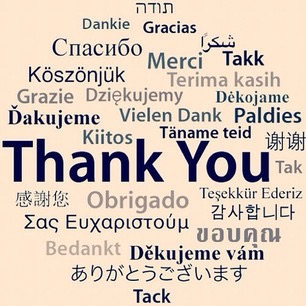 תודה
Dankie Gracias
Спасибо شكرًا
Merci Takk
Köszönjük Terima kasih
Grazie Dziękujemy Dėkojame
Ďakujeme Vielen Dank Paldies
Kiitos Täname teid 谢谢
Thank You Tak
感謝您 Obrigado Teşekkür Ederiz
감사합니다
Σας Ευχαριστούμ ขอบคุณ
Bedankt Děkujeme vám
ありがとうございます
Tack